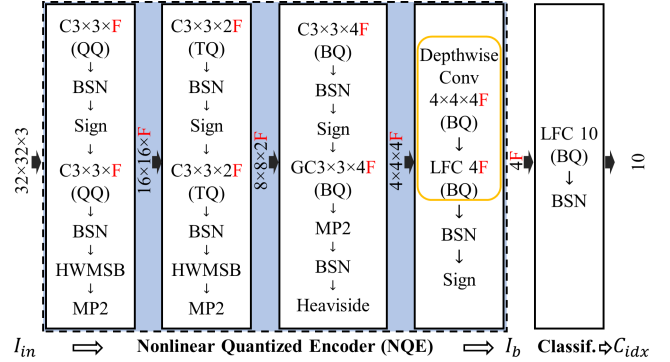 32×32×3
C3×3×F
(QQ)
↓
BSN
↓
Sign
↓
C3×3×F
(QQ)
↓
BSN
↓
HWMSB
↓
MP2
16×16×F
C3×3×2F
(TQ)
↓
BSN
↓
Sign
↓
C3×3×2F
(TQ)
↓
BSN
↓
HWMSB
↓
MP2
8×8×2F
C3×3×4F
(BQ)
↓
BSN
↓
Sign
↓
GC3×3×4F
(BQ)
↓
MP2
↓
BSN
↓
Heaviside
4×4×4F
Depthwise
Conv
4×4×4F
(BQ)
↓
LFC 4F
(BQ)
↓
BSN
↓
Sign
4F
LFC 10
(BQ)
↓
BSN
10
I_in ⇨ Nonlinear Quantized Encoder (NQE) ⇨ I_b Classif. ⇨ C_idx